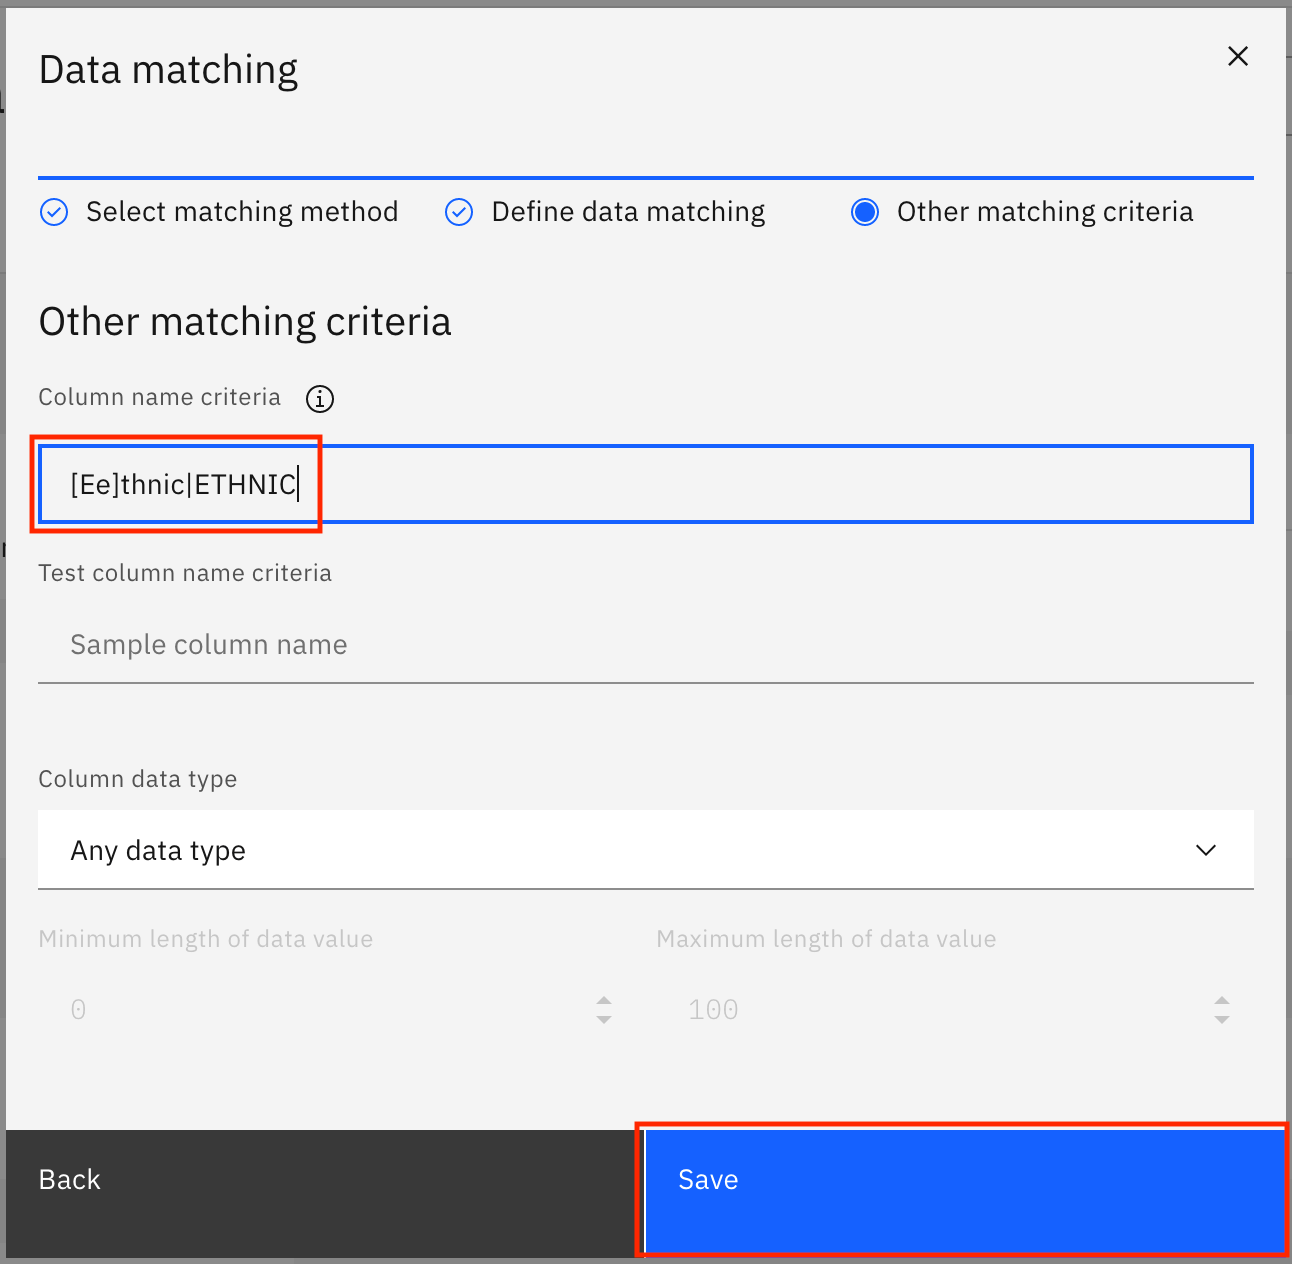 Data matching
Select matching method
Define data matching
Other matching criteria
Other matching criteria
Column name criteria
[Ee]thnic|ETHNIC
Test column name criteria
Sample column name
Column data type
Any data type
Minimum length of data value
Maximum length of data value
0
100
Back
Save